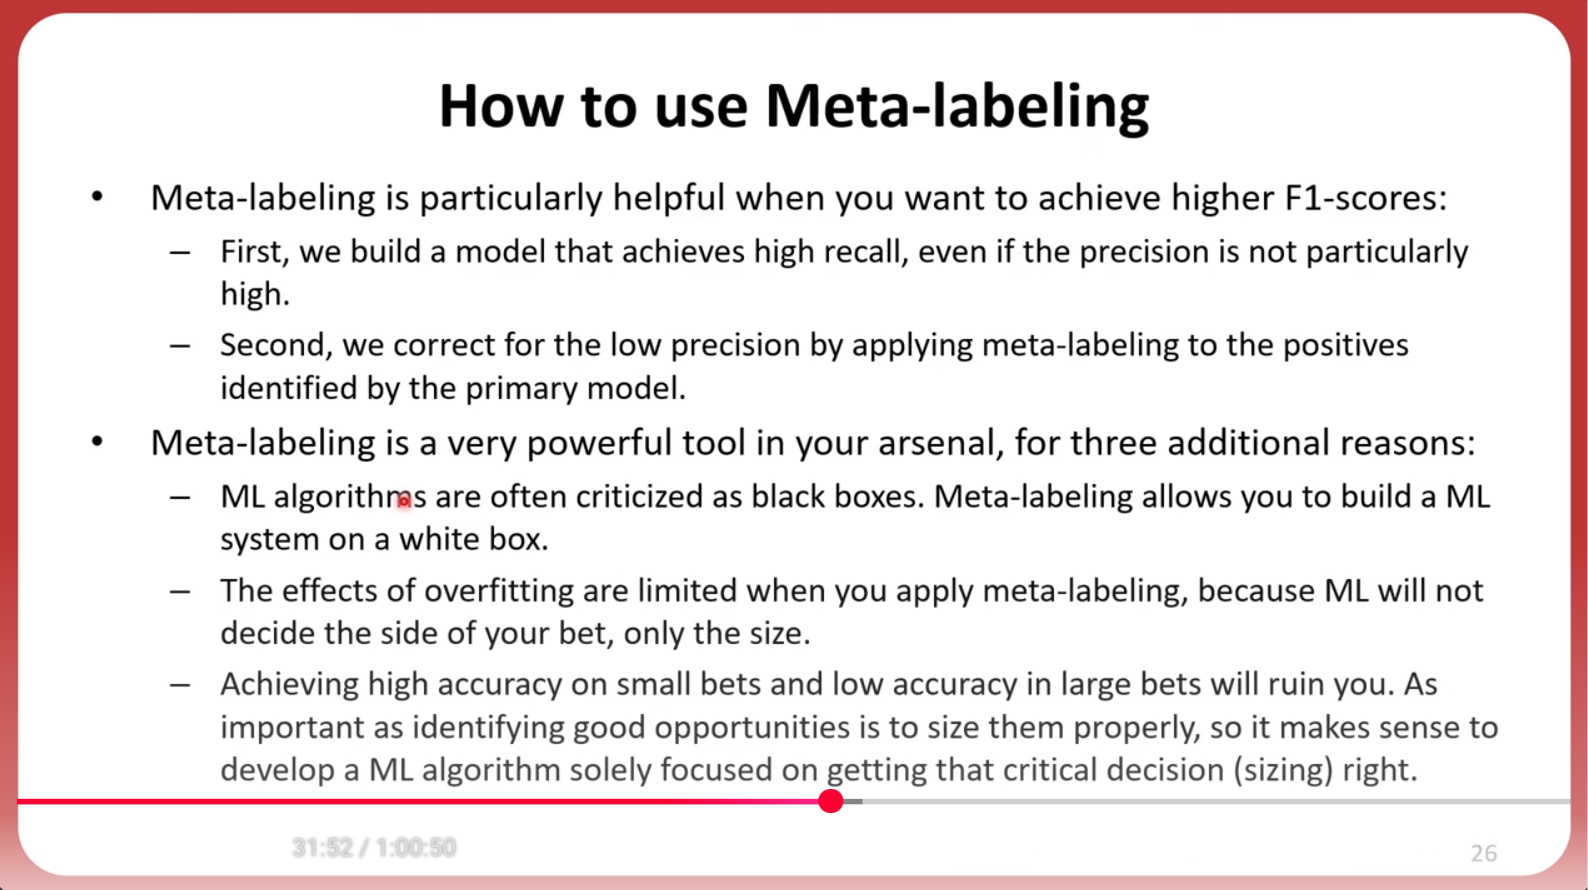 How to use Meta-labeling
• Meta-labeling is particularly helpful when you want to achieve higher F1-scores:
– First, we build a model that achieves high recall, even if the precision is not particularly
high.
– Second, we correct for the low precision by applying meta-labeling to the positives
identified by the primary model.
• Meta-labeling is a very powerful tool in your arsenal, for three additional reasons:
– ML algorithms are often criticized as black boxes. Meta-labeling allows you to build a ML
system on a white box.
– The effects of overfitting are limited when you apply meta-labeling, because ML will not
decide the side of your bet, only the size.
– Achieving high accuracy on small bets and low accuracy in large bets will ruin you. As
important as identifying good opportunities is to size them properly, so it makes sense to
develop a ML algorithm solely focused on getting that critical decision (sizing) right.
31:52 / 1:00:50
26